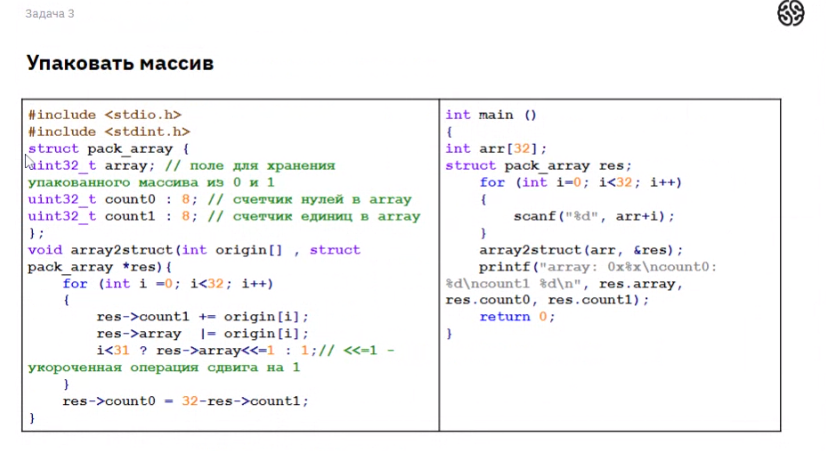 Задача 3
Упаковать массив
#include <stdio.h>
#include <stdint.h>
struct pack_array {
uint32_t array; // поле для хранения
упакованного массива из 0 и 1
uint32_t count0 : 8; // счетчик нулей в array
uint32_t count1 : 8; // счетчик единиц в array
};
void array2struct(int origin[] , struct
pack_array *res){
    for (int i =0; i<32; i++)
    {
        res->count1 += origin[i];
        res->array  |= origin[i];
        i<31 ? res->array<<=1 : 1;// <<=1 -
укороченная операция сдвига на 1
    }
    res->count0 = 32-res->count1;
}
int main ()
{
int arr[32];
struct pack_array res;
    for (int i=0; i<32; i++)
    {
        scanf("%d", arr+i);
    }
    array2struct(arr, &res);
    printf("array: 0x%x\ncount0:
%d\ncount1 %d\n", res.array,
res.count0, res.count1);
    return 0;
}